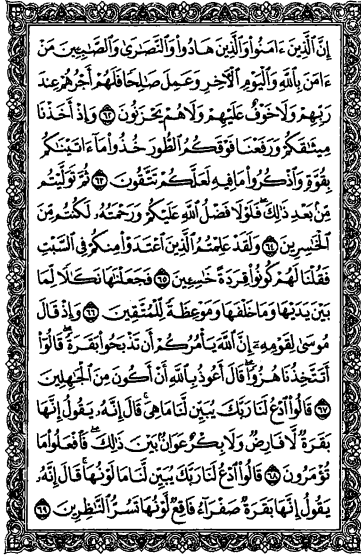 إِنَّ ٱلَّذِينَ ءَامَنُوا۟ وَٱلَّذِينَ هَادُوا۟ وَٱلنَّصَـٰرَىٰ وَٱلصَّـٰبِـِٔينَ مَنْ
ءَامَنَ بِٱللَّهِ وَٱلْيَوْمِ ٱلْـَٔاخِرِ وَعَمِلَ صَـٰلِحًا فَلَهُمْ أَجْرُهُمْ عِندَ
رَبِّهِمْ وَلَا خَوْفٌ عَلَيْهِمْ وَلَا هُمْ يَحْزَنُونَ ٦٢ وَإِذْ أَخَذْنَا
مِيثَـٰقَكُمْ وَرَفَعْنَا فَوْقَكُمُ ٱلطُّورَ خُذُوا۟ مَآ ءَاتَيْنَـٰكُم
بِقُوَّةٍ وَٱذْكُرُوا۟ مَا فِيهِ لَعَلَّكُمْ تَتَّقُونَ ٦٣ ثُمَّ تَوَلَّيْتُم
مِّنۢ بَعْدِ ذَٰلِكَ ۖ فَلَوْلَا فَضْلُ ٱللَّهِ عَلَيْكُمْ وَرَحْمَتُهُۥ لَكُنتُم مِّنَ
ٱلْخَـٰسِرِينَ ٦٤ وَلَقَدْ عَلِمْتُمُ ٱلَّذِينَ ٱعْتَدَوْا۟ مِنكُمْ فِى ٱلسَّبْتِ
فَقُلْنَا لَهُمْ كُونُوا۟ قِرَدَةً خَـٰسِـِٔينَ ٦٥ فَجَعَلْنَـٰهَا نَكَـٰلًا لِّمَا
بَيْنَ يَدَيْهَا وَمَا خَلْفَهَا وَمَوْعِظَةً لِّلْمُتَّقِينَ ٦٦ وَإِذْ قَالَ
مُوسَىٰ لِقَوْمِهِۦٓ إِنَّ ٱللَّهَ يَأْمُرُكُمْ أَن تَذْبَحُوا۟ بَقَرَةً ۖ قَالُوٓا۟
أَتَتَّخِذُنَا هُزُوًا ۖ قَالَ أَعُوذُ بِٱللَّهِ أَنْ أَكُونَ مِنَ ٱلْجَـٰهِلِينَ
٦٧ قَالُوا۟ ٱدْعُ لَنَا رَبَّكَ يُبَيِّن لَّنَا مَا هِىَ ۚ قَالَ إِنَّهُۥ يَقُولُ إِنَّهَا
بَقَرَةٌ لَّا فَارِضٌ وَلَا بِكْرٌ عَوَانٌۢ بَيْنَ ذَٰلِكَ ۖ فَٱفْعَلُوا۟ مَا
تُؤْمَرُونَ ٦٨ قَالُوا۟ ٱدْعُ لَنَا رَبَّكَ يُبَيِّن لَّنَا مَا لَوْنُهَا ۚ قَالَ إِنَّهُۥ
يَقُولُ إِنَّهَا بَقَرَةٌ صَفْرَآءُ فَاقِعٌ لَّوْنُهَا تَسُرُّ ٱلنَّـٰظِرِينَ ٦٩